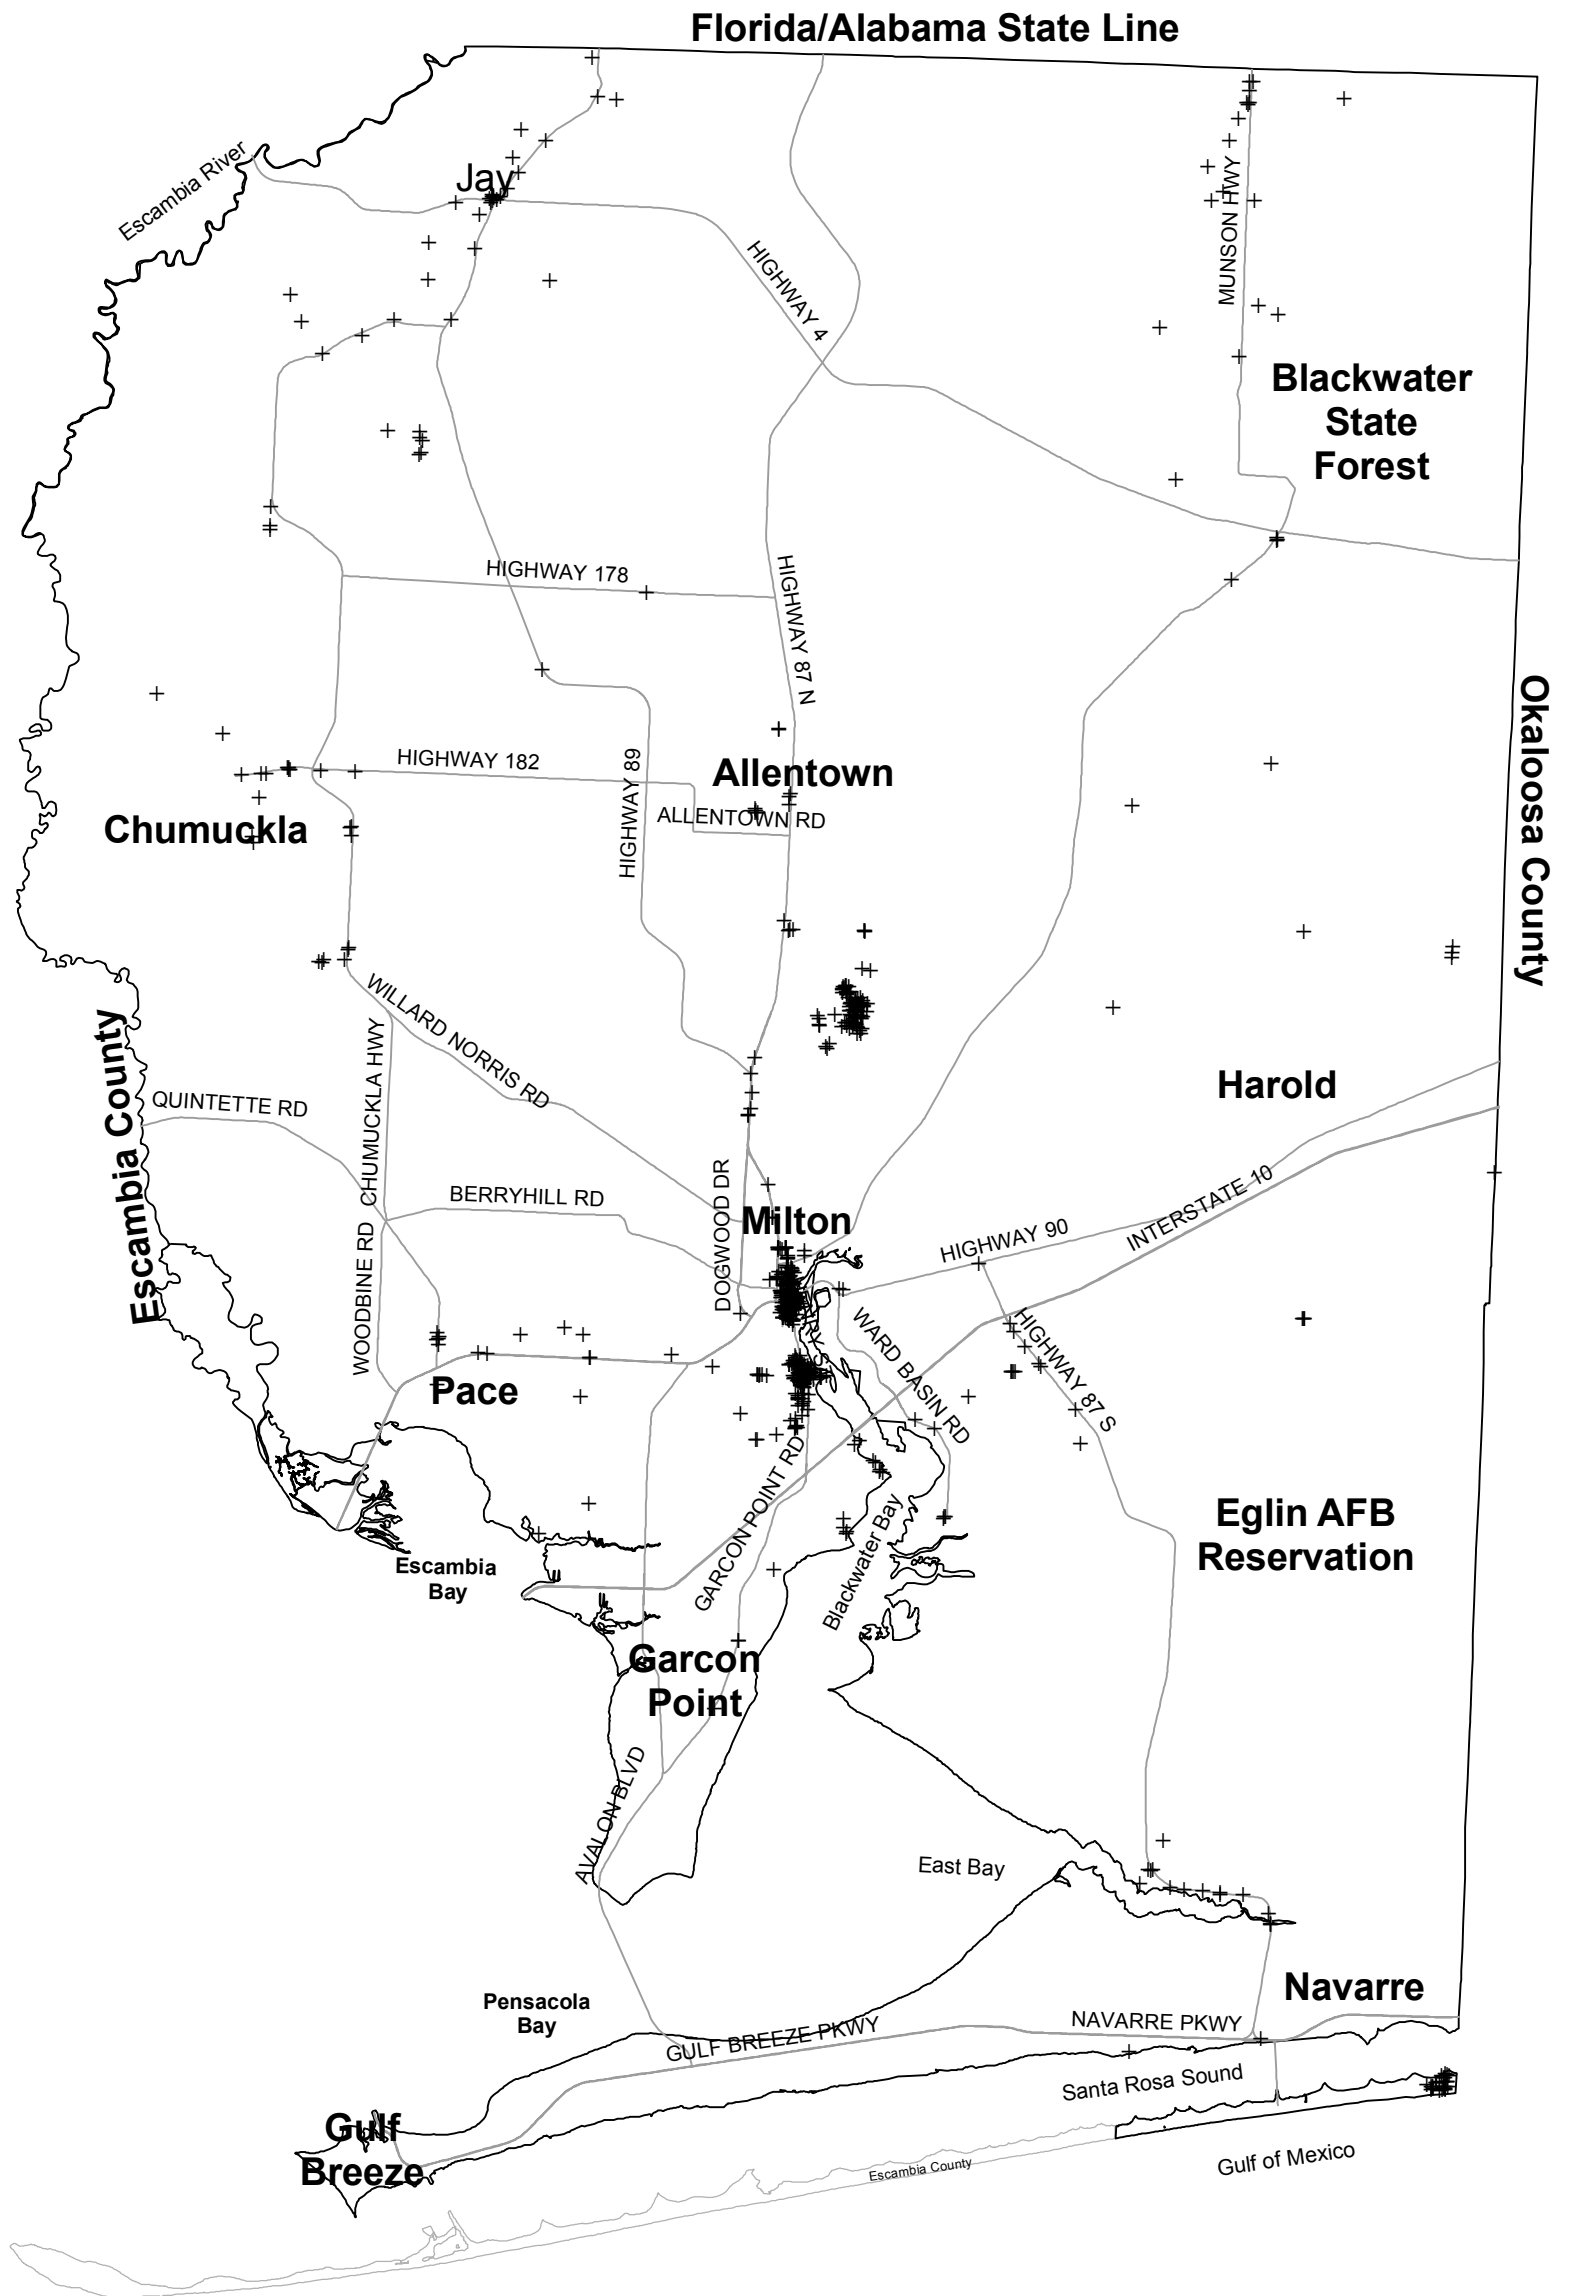 Florida/Alabama State Line
Escambia River
Jay
MUNSON HWY
HIGHWAY 4
Blackwater
State
Forest
HIGHWAY 178
HIGHWAY 87 N
Okaloosa County
HIGHWAY 182
HIGHWAY 89
Allentown
ALLENTOWN RD
Chumuckla
WILLARD NORRIS RD
Escambia County
CHUMUCKLA HWY
Harold
QUINTETTE RD
BERRYHILL RD
DOGWOOD DR
Milton
INTERSTATE 10
HIGHWAY 90
WOODBINE RD
WARD BASIN RD
HIGHWAY 87 S
Pace
GARCON POINT RD
Blackwater Bay
Eglin AFB
Reservation
Escambia
Bay
Garcon
Point
AVALON BLVD
East Bay
Navarre
Pensacola
Bay
GULF BREEZE PKWY
NAVARRE PKWY
Santa Rosa Sound
Gulf
Breeze
Escambia County
Gulf of Mexico